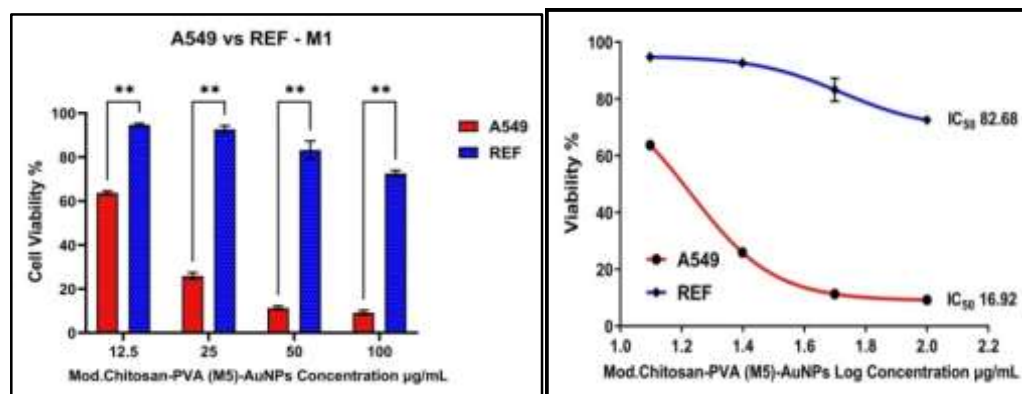 A549 vs REF - M1
** ** ** **
A549
REF
Cell Viability %
100
80
60
40
20
0
12.5 25 50 100
Mod.Chitosan-PVA (M5)-AuNPs Concentration µg/mL
Viability %
100
80
60
40
20
0
IC50 82.68
A549
REF
IC50 16.92
1.0 1.2 1.4 1.6 1.8 2.0 2.2
Mod.Chitosan-PVA (M5)-AuNPs Log Concentration µg/mL